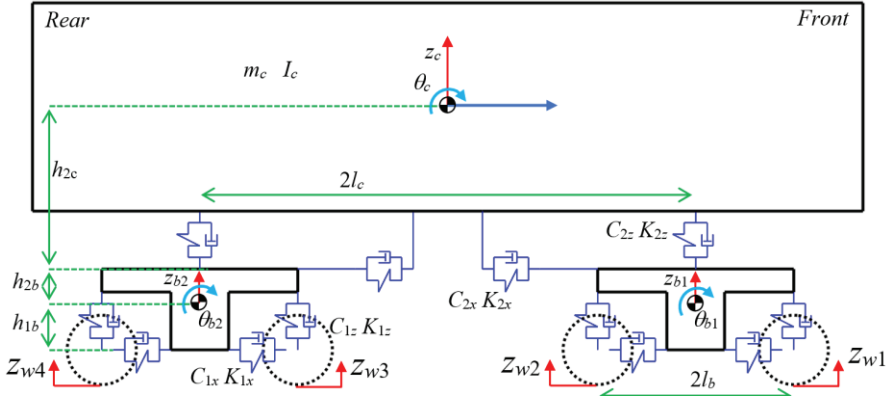 Rear Front
z_c
m_c I_c
θ_c
h_2c
2l_c
C_2z K_2z
h_2b z_b2 z_b1
C_2x K_2x
h_1b θ_b2 θ_b1
C_1z K_1z
z_w4 C_1x K_1x z_w3 z_w2 z_w1
2l_b